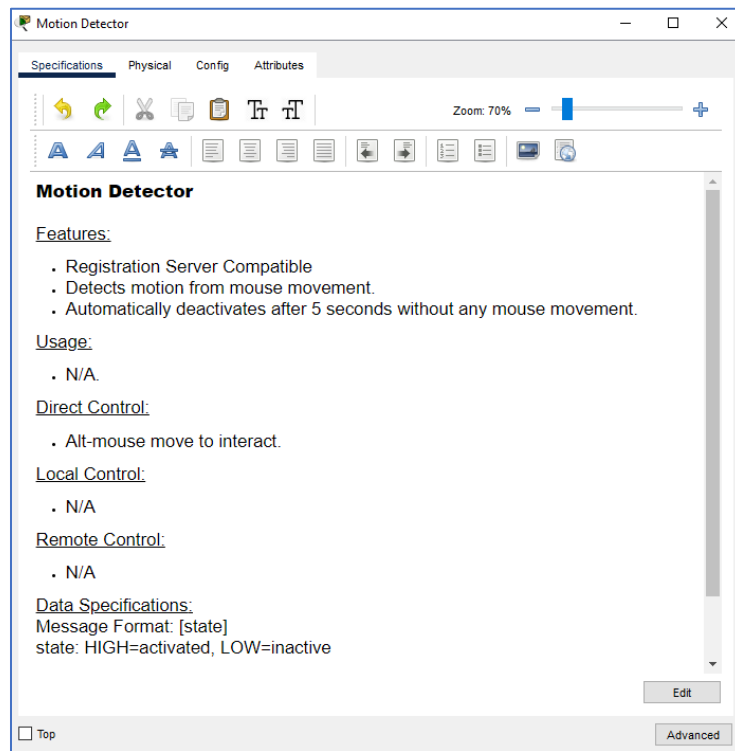 Motion Detector
Specifications Physical Config Attributes
Zoom: 70%
Motion Detector
Features:
Registration Server Compatible
Detects motion from mouse movement.
Automatically deactivates after 5 seconds without any mouse movement.
Usage:
N/A.
Direct Control:
Alt-mouse move to interact.
Local Control:
N/A
Remote Control:
N/A
Data Specifications:
Message Format: [state]
state: HIGH=activated, LOW=inactive
Edit
Top
Advanced